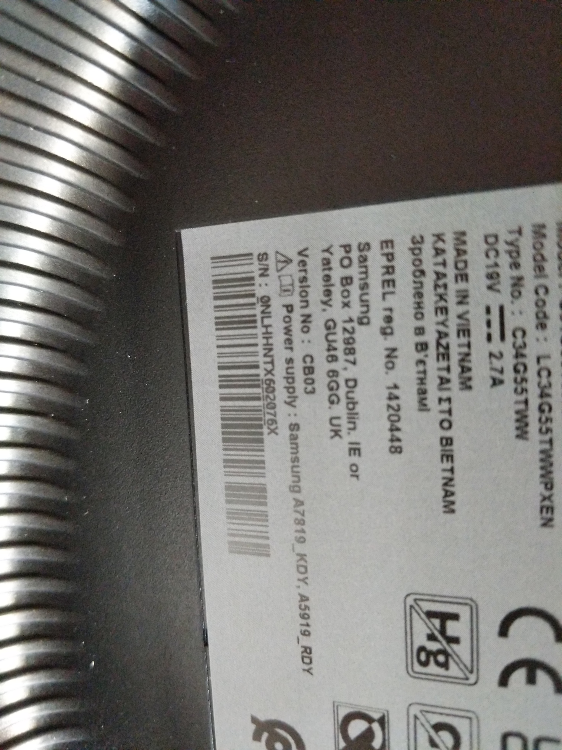 Model Code : LC34G55TWWPXEN
Type No. : C34G55TWW
DC19V 2.7A
MADE IN VIETNAM
ΚΑΤΑΣΚΕΥΑΖΕΤΑΙ ΣΤΟ ΒΙΕΤΝΑΜ
Зроблено в В'єтнамі
EPREL reg. No. 1420448
Samsung
PO Box 12987, Dublin. IE or
Yateley, GU46 6GG. UK
Version No : CB03
Power supply : Samsung A7819_KDY, A5919_RDY
S/N : 0NLHHNTX602076X
Hg
CE